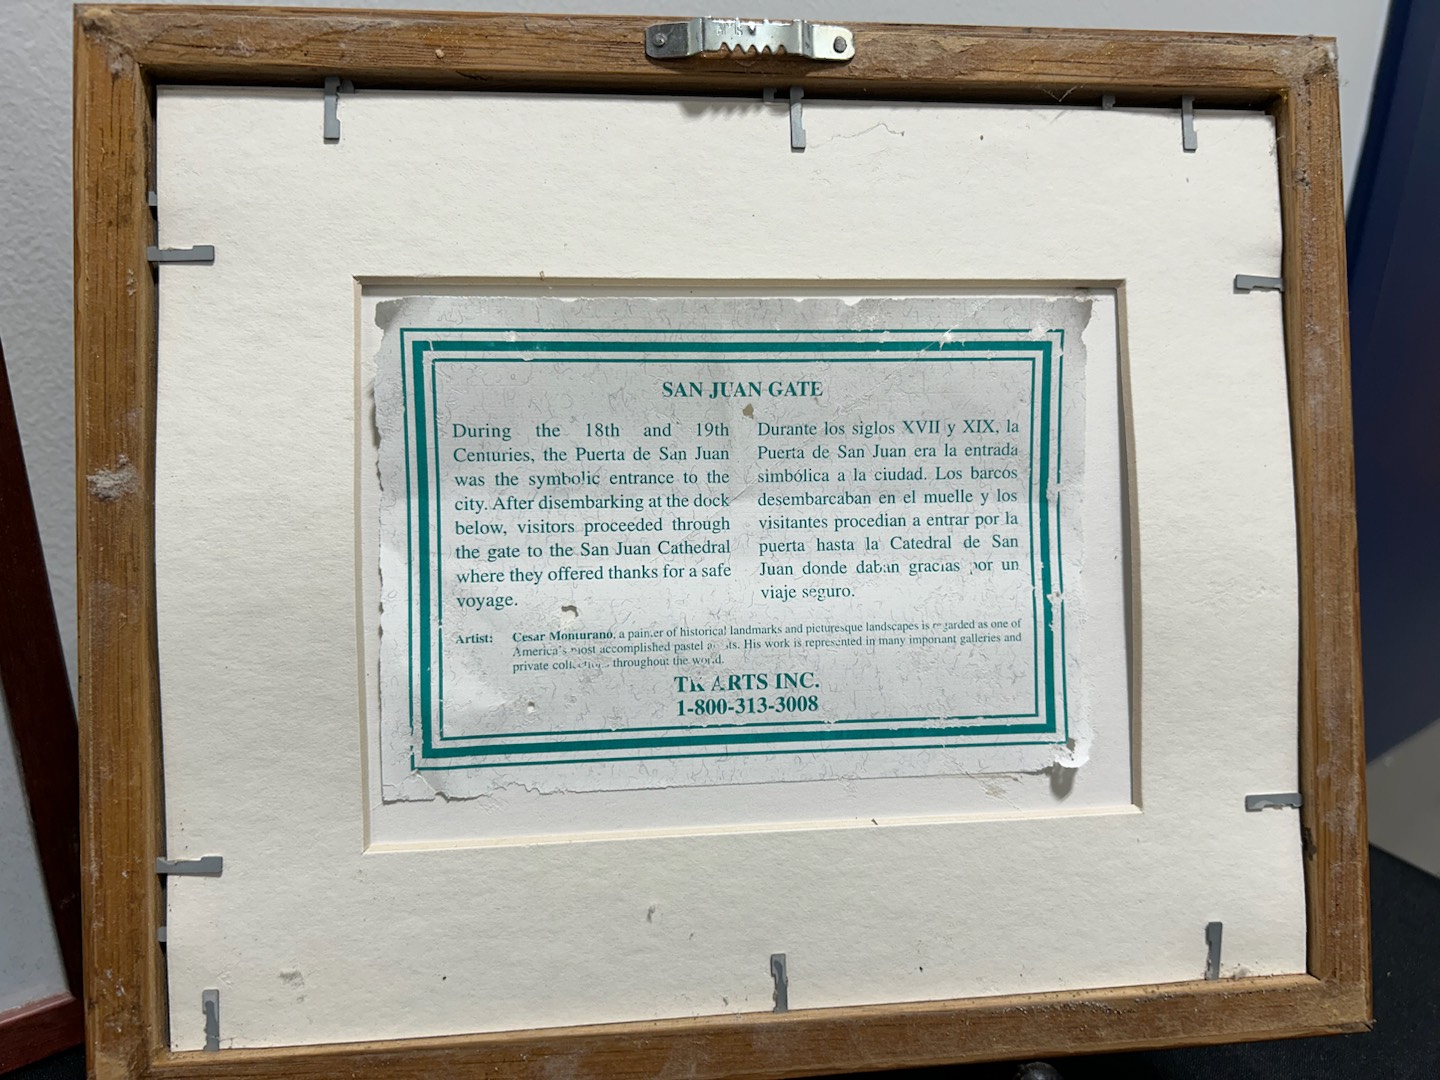 SAN JUAN GATE
During the 18th and 19th
Centuries, the Puerta de San Juan
was the symbolic entrance to the
city. After disembarking at the dock
below, visitors proceeded through
the gate to the San Juan Cathedral
where they offered thanks for a safe
voyage.
Durante los siglos XVII y XIX, la
Puerta de San Juan era la entrada
simbólica a la ciudad. Los barcos
desembarcaban en el muelle y los
visitantes procedian a entrar por la
puerta hasta la Catedral de San
Juan donde daban gracias por un
viaje seguro.
Artist: Cesar Monturano, a painter of historical landmarks and picturesque landscapes is regarded as one of
America's most accomplished pastel artists. His work is represented in many important galleries and
private collections throughout the world.
ARTS INC.
1-800-313-3008